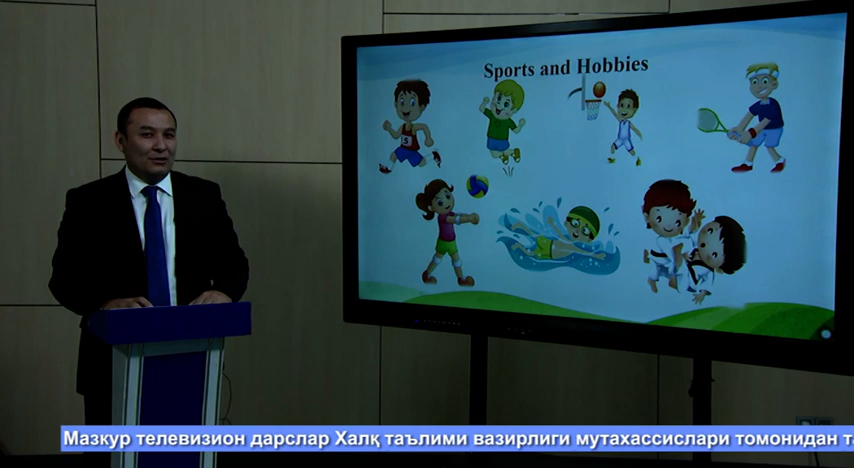 Sports and Hobbies
Мазкур телевизион дарслар Халқ таълими вазирлиги мутахассислари томонидан